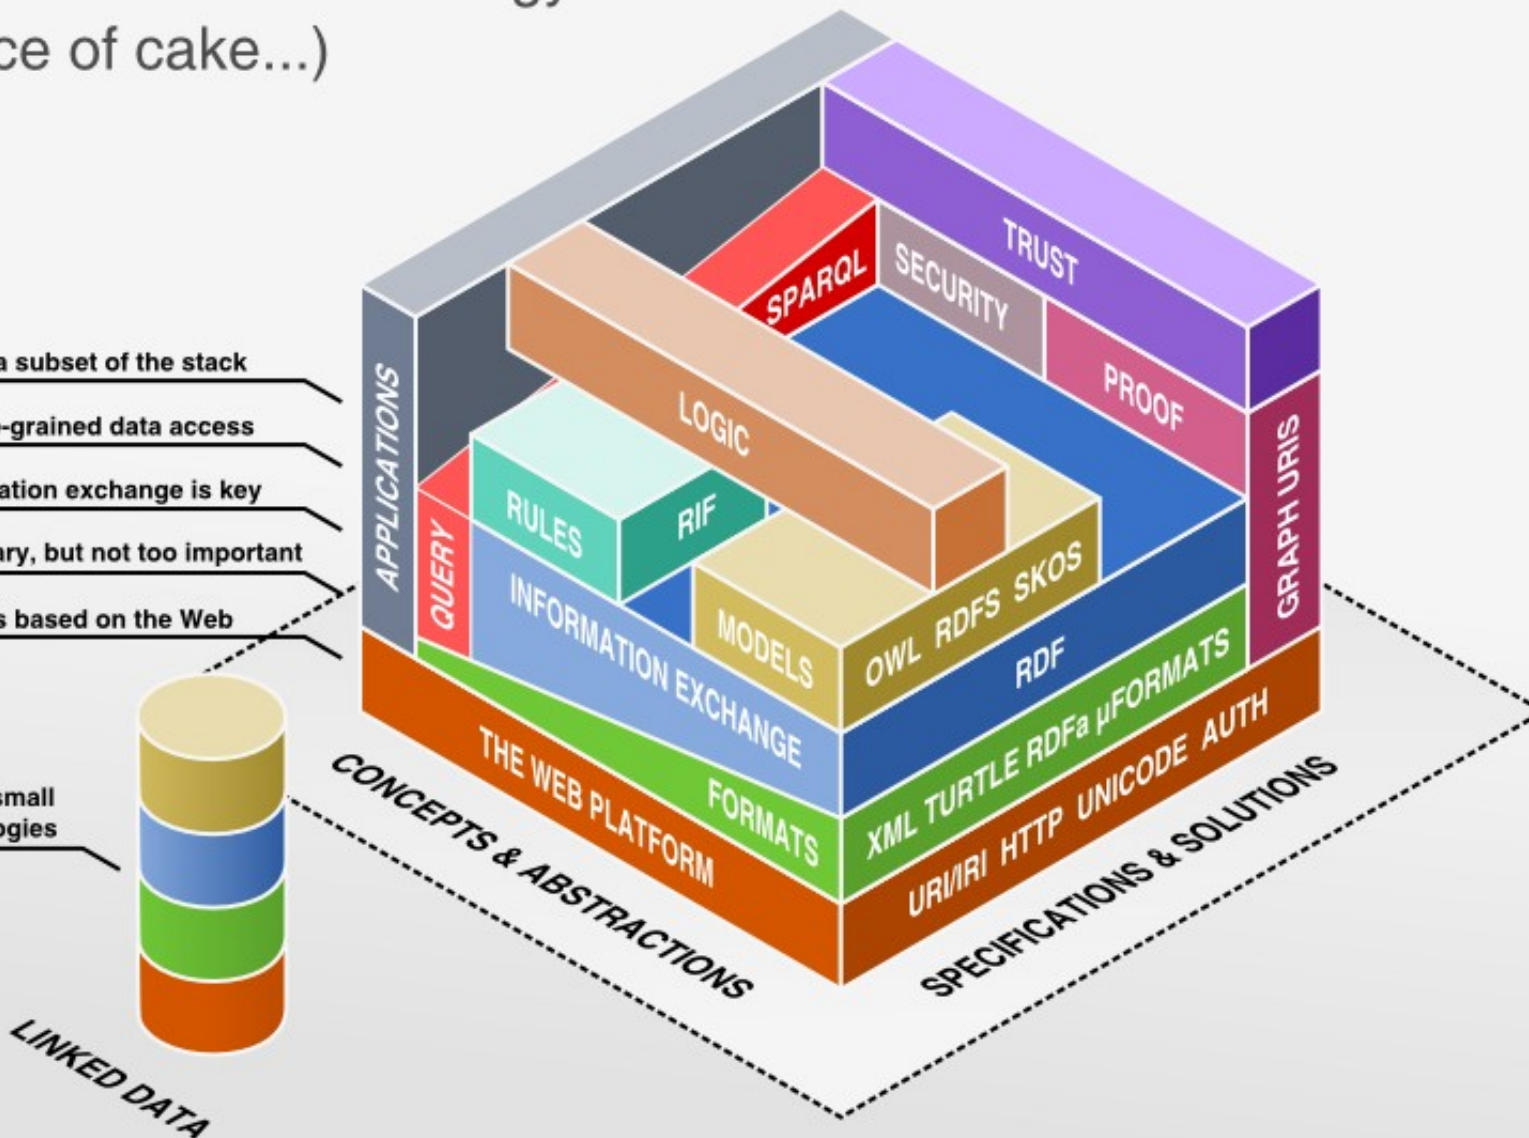 ce of cake...)
a subset of the stack
-grained data access
ation exchange is key
ary, but not too important
s based on the Web
small
ogies
LINKED DATA
APPLICATIONS
QUERY
RULES
RIF
LOGIC
SPARQL
SECURITY
TRUST
PROOF
GRAPH URIS
INFORMATION EXCHANGE
MODELS
OWL RDFS SKOS
RDF
FORMATS
XML TURTLE RDFa µFORMATS
THE WEB PLATFORM
URI/IRI HTTP UNICODE AUTH
CONCEPTS & ABSTRACTIONS
SPECIFICATIONS & SOLUTIONS